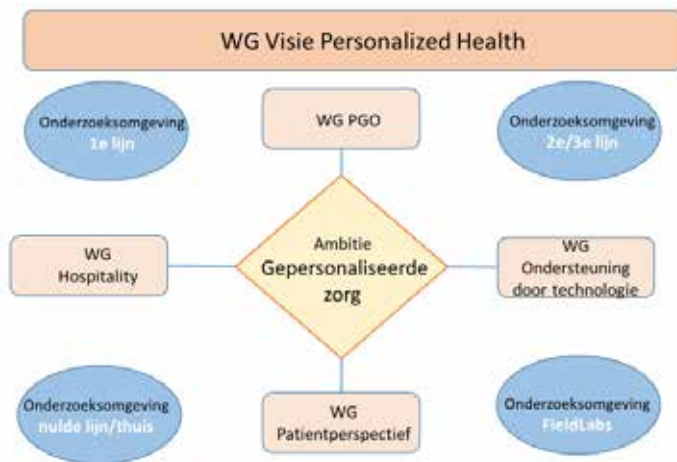 WG Visie Personalized Health
Onderzoeksomgeving
1e lijn
WG PGO
Onderzoeksomgeving
2e/3e lijn
WG
Hospitality
Ambitie
Gepersonaliseerde
zorg
WG
Ondersteuning
door technologie
Onderzoeksomgeving
nulde lijn/thuis
WG
Patientperspectief
Onderzoeksomgeving
FieldLabs